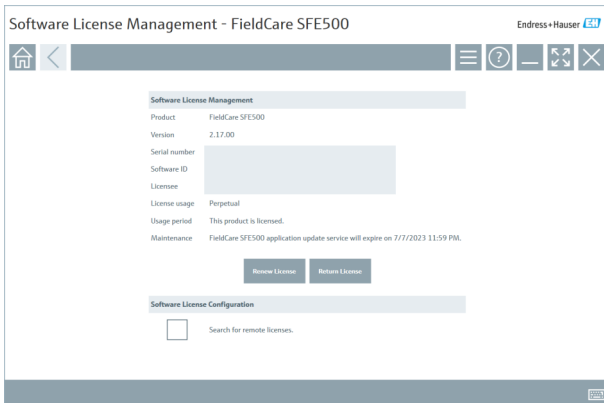 Software License Management - FieldCare SFE500
Endress+Hauser EH
Software License Management
Product FieldCare SFE500
Version 2.17.00
Serial number
Software ID
Licensee
License usage Perpetual
Usage period This product is licensed.
Maintenance FieldCare SFE500 application update service will expire on 7/7/2023 11:59 PM.
Renew License Return License
Software License Configuration
Search for remote licenses.